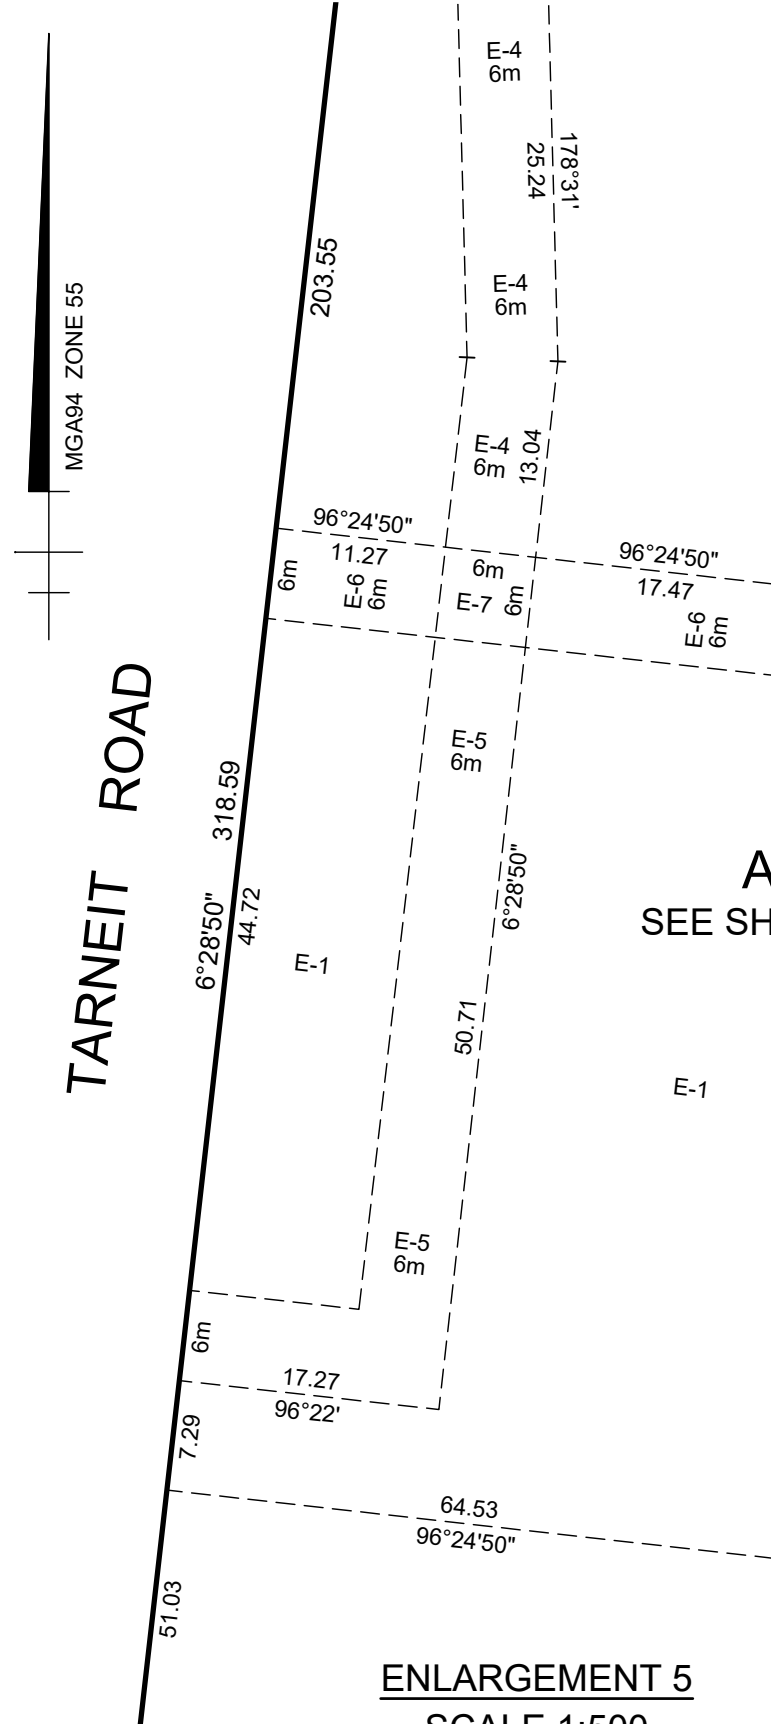 E-4
6m
178°31'
25.24
203.55
E-4
6m
MGA94 ZONE 55
E-4
6m
13.04
96°24'50"
11.27
6m
E-6
6m
6m
E-7
6m
96°24'50"
17.47
E-6
6m
TARNEIT ROAD
E-5
6m
318.59
6°28'50"
44.72
6°28'50"
50.71
A
SEE SH
E-1
E-1
E-5
6m
6m
17.27
96°22'
7.29
64.53
96°24'50"
51.03
ENLARGEMENT 5
SCALE 1:500